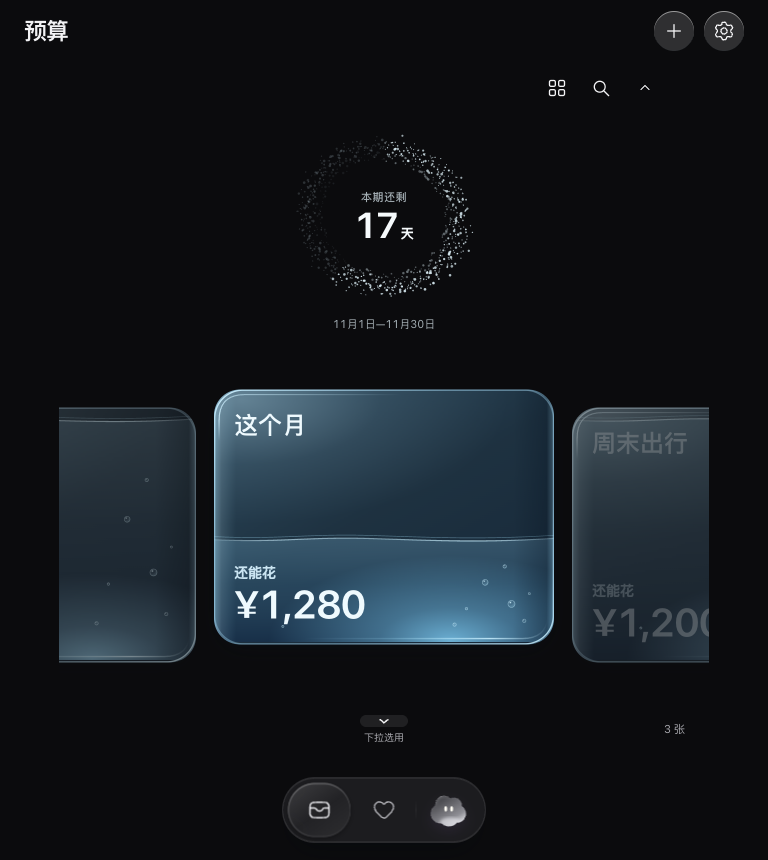 预算
本期还剩
17天
11月1日—11月30日
这个月
还能花
¥1,280
周末出行
还能花
¥1,200
下拉选用
3 张